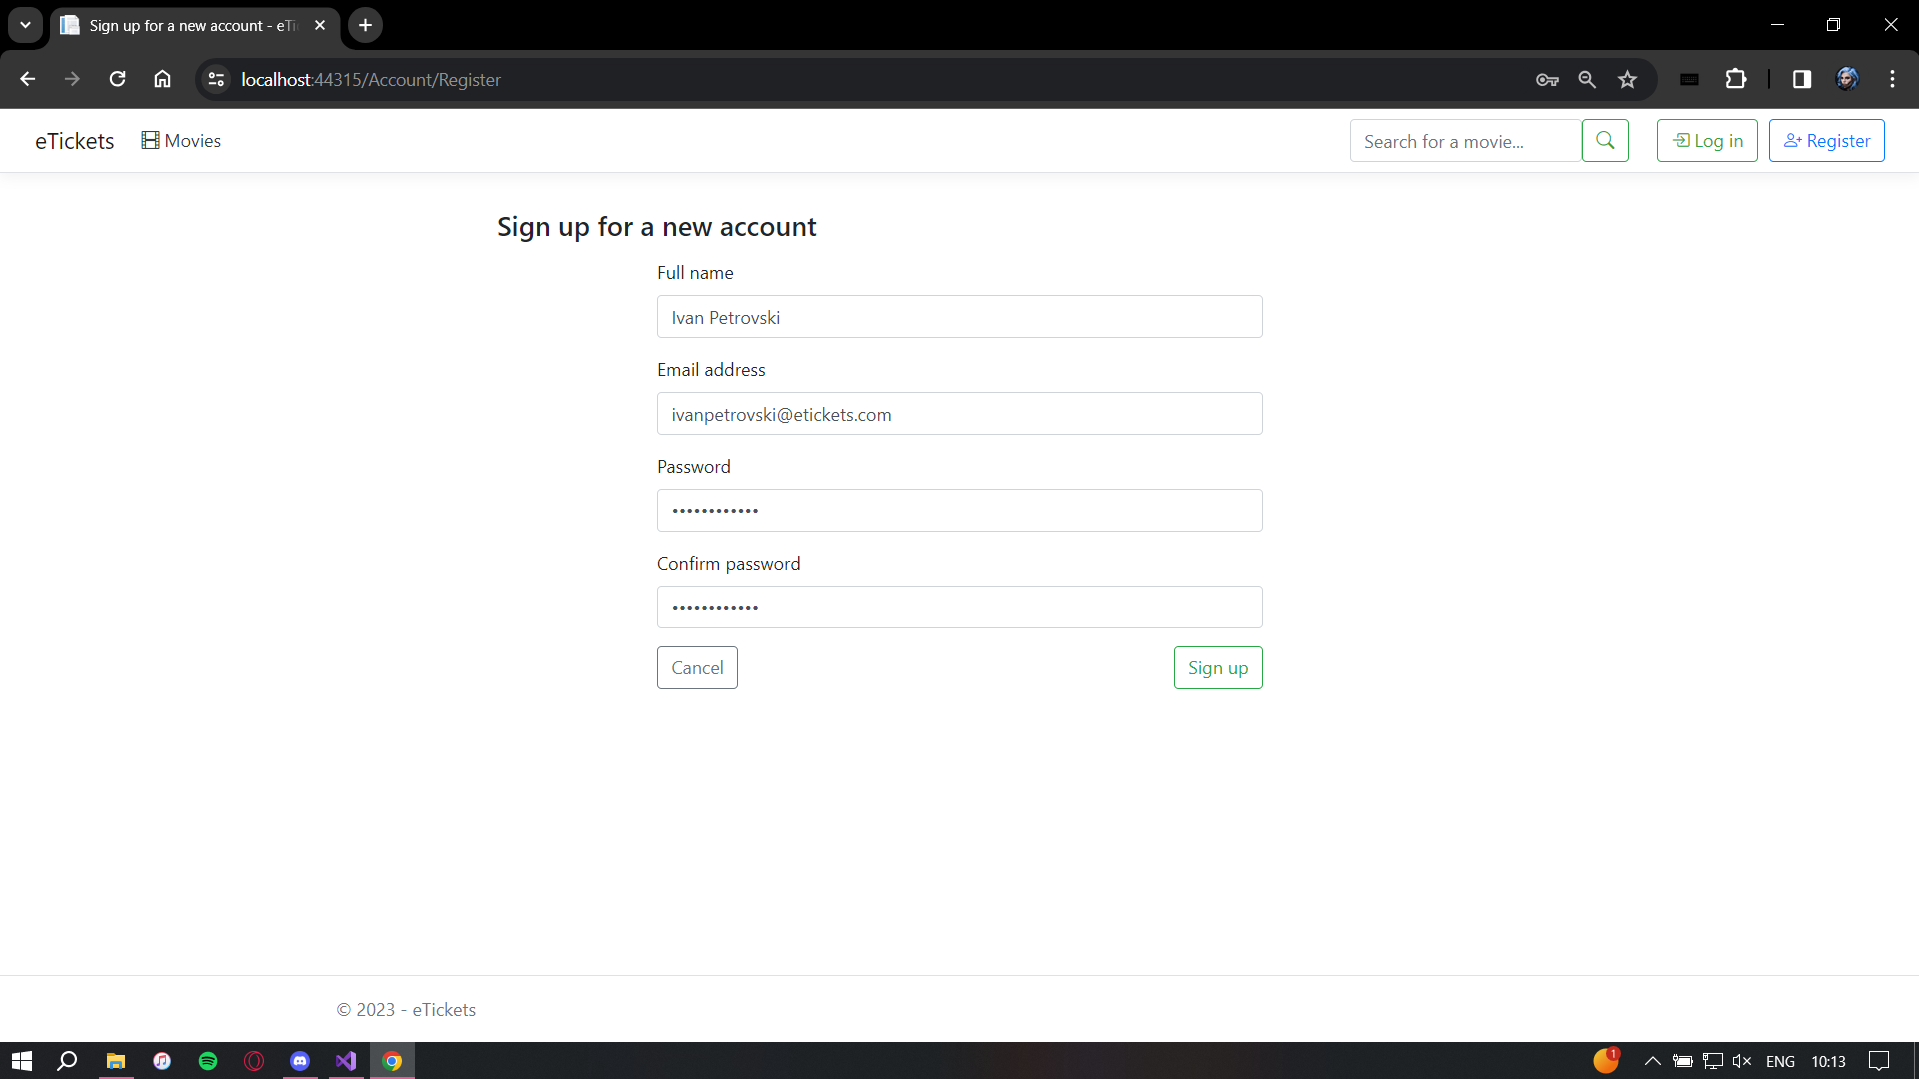 Sign up for a new account - eTi
localhost:44315/Account/Register
eTickets Movies Search for a movie... Log in Register
Sign up for a new account
Full name
Ivan Petrovski
Email address
ivanpetrovski@etickets.com
Password
••••••••••••
Confirm password
••••••••••••
Cancel Sign up
© 2023 - eTickets
1
ENG 10:13